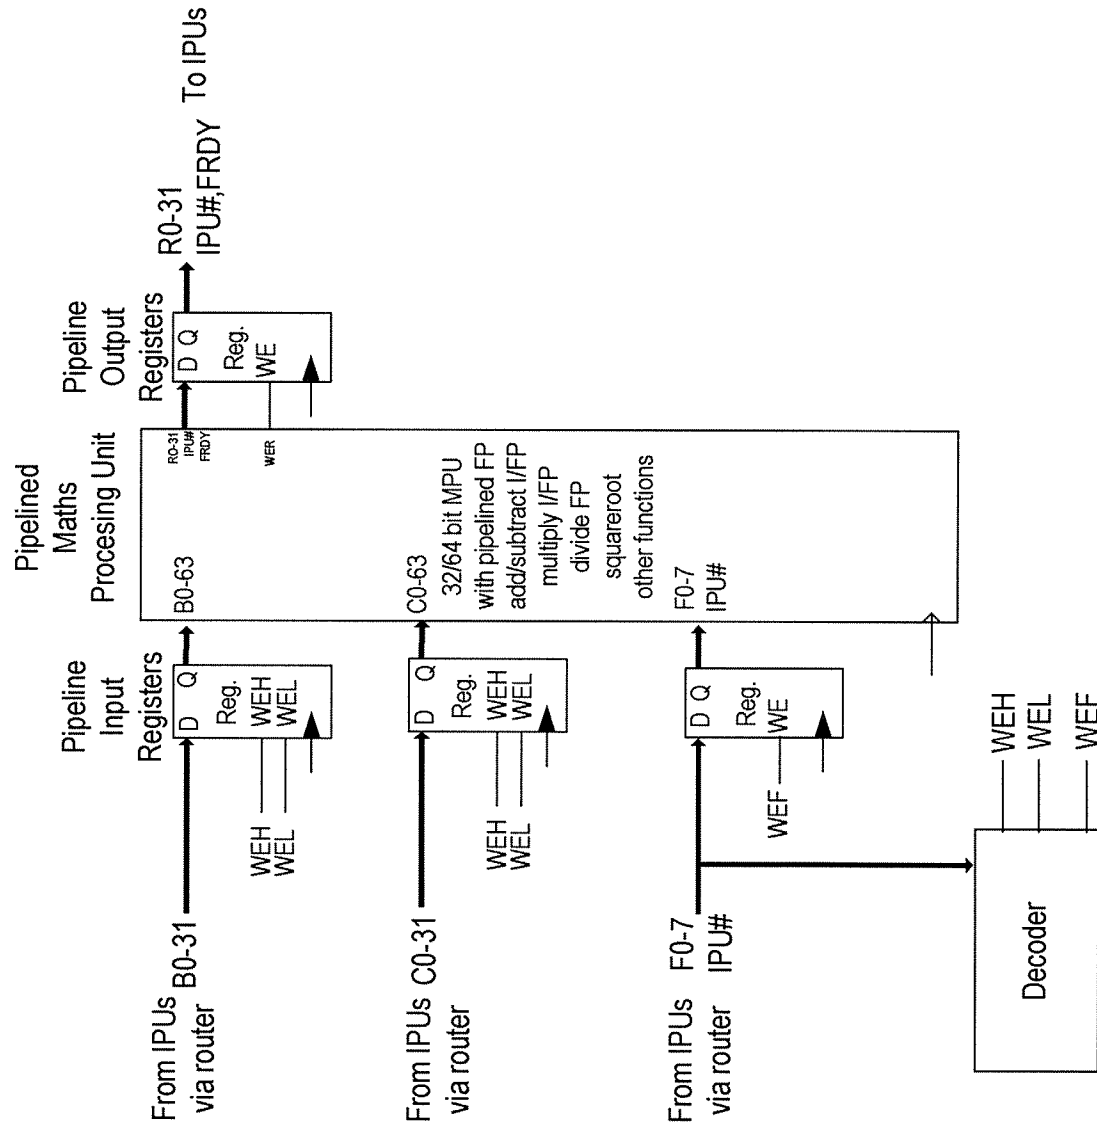 Pipeline
Input
Registers
Pipelined
Maths
Procesing Unit
Pipeline
Output
Registers
From IPUs
via router
B0-31
D Q
Reg.
WEH
WEL
WEH
WEL
B0-63
RO-31
IPU#
FRDY
WER
D Q
Reg.
WE
R0-31
IPU#,FRDY
To IPUs
From IPUs
via router
C0-31
D Q
Reg.
WEH
WEL
WEH
WEL
C0-63
32/64 bit MPU
with pipelined FP
add/subtract I/FP
multiply I/FP
divide FP
squareroot
other functions
From IPUs
via router
F0-7
IPU#
D Q
Reg.
WE
WEF
F0-7
IPU#
Decoder
WEH
WEL
WEF